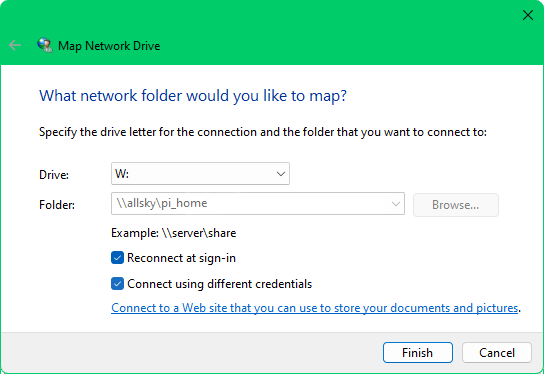 Map Network Drive
What network folder would you like to map?
Specify the drive letter for the connection and the folder that you want to connect to:
Drive: W:
Folder: \\allsky\pi_home Browse...
Example: \\server\share
Reconnect at sign-in
Connect using different credentials
Connect to a Web site that you can use to store your documents and pictures.
Finish Cancel